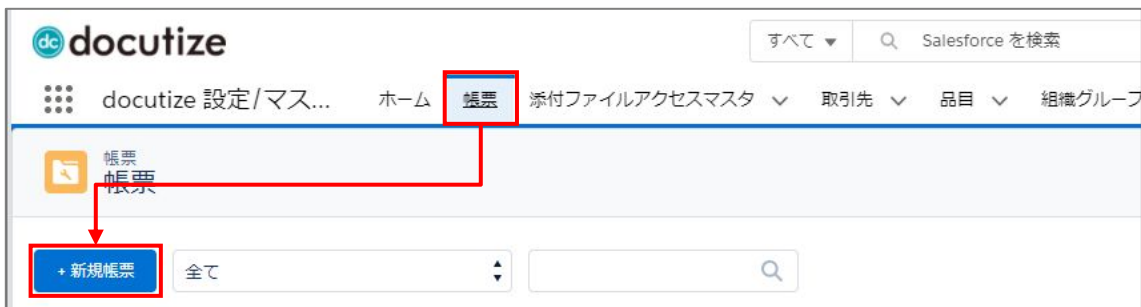 dc docutize
すべて Salesforce を検索
docutize 設定/マス... ホーム 帳票 添付ファイルアクセスマスタ 取引先 品目 組織グループ
帳票
帳票
+ 新規帳票 全て